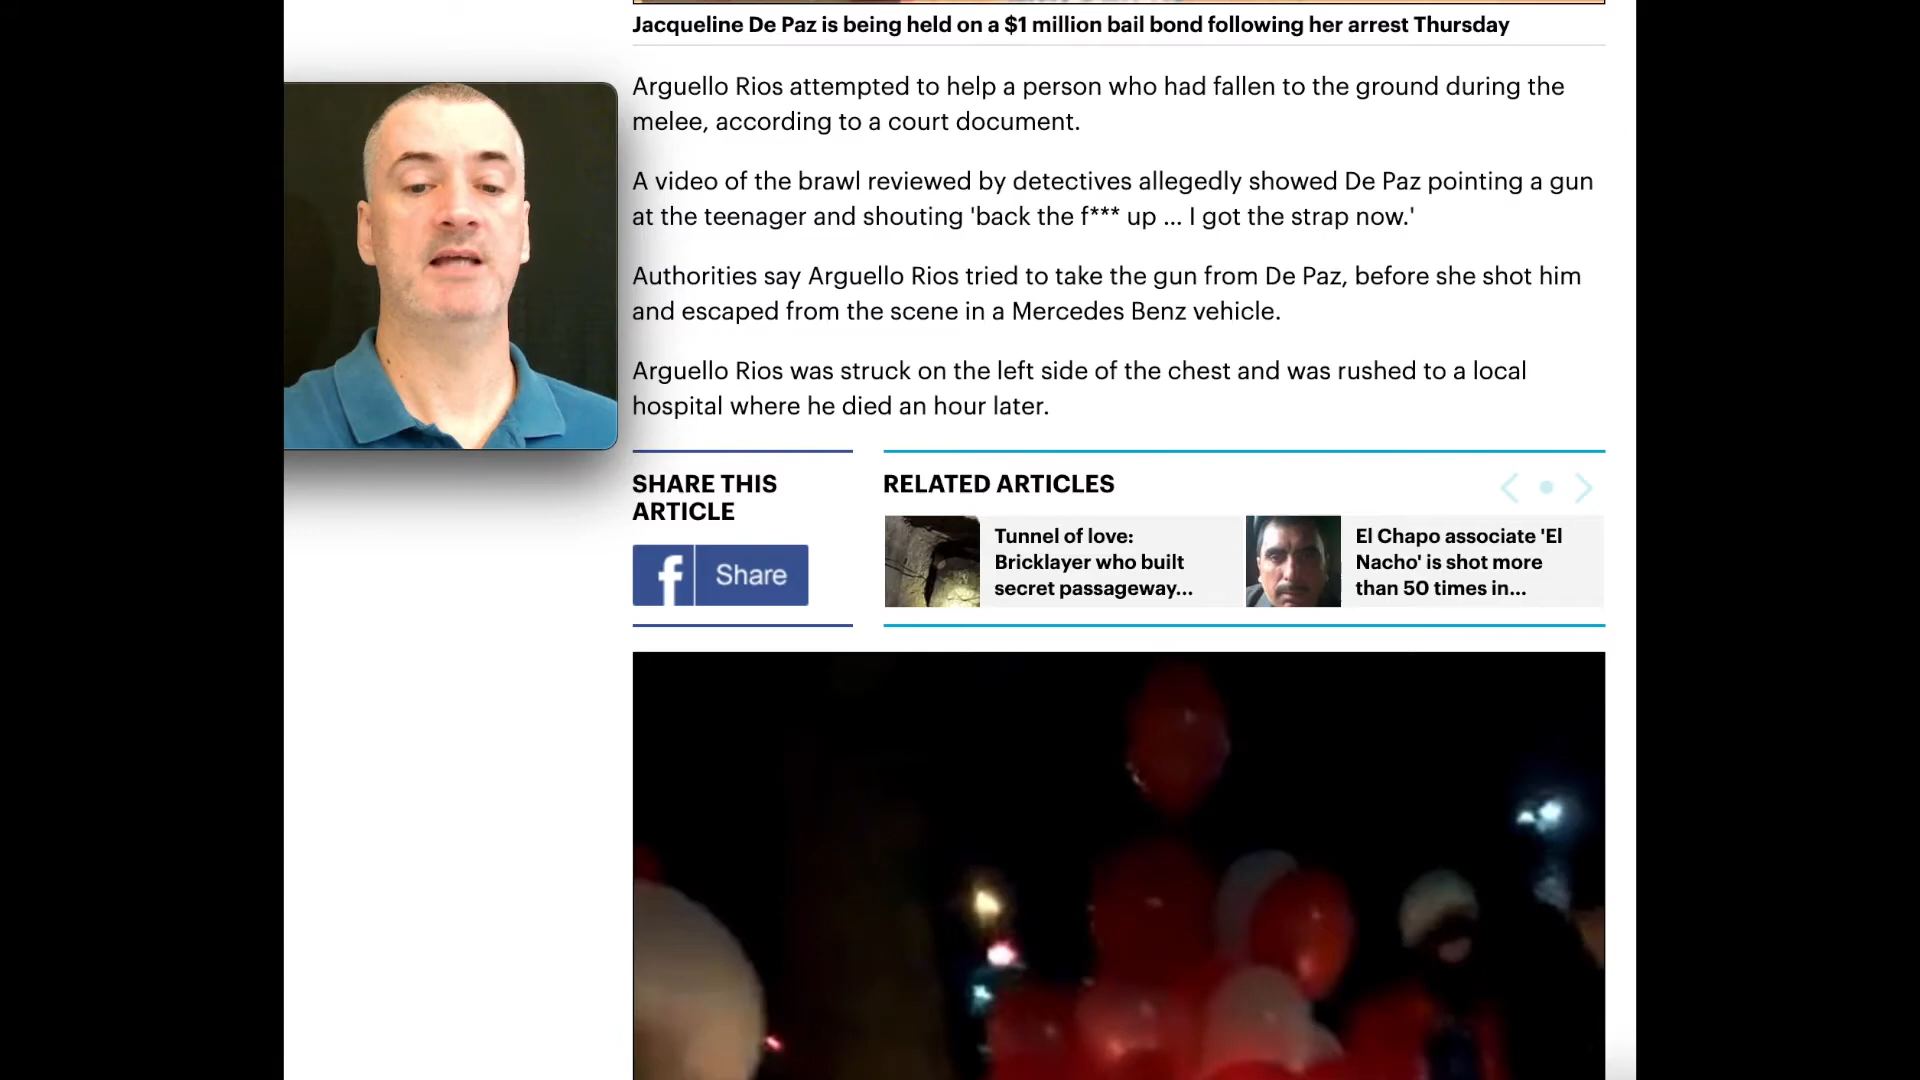 Jacqueline De Paz is being held on a $1 million bail bond following her arrest Thursday
Arguello Rios attempted to help a person who had fallen to the ground during the
melee, according to a court document.
A video of the brawl reviewed by detectives allegedly showed De Paz pointing a gun
at the teenager and shouting 'back the f*** up ... I got the strap now.'
Authorities say Arguello Rios tried to take the gun from De Paz, before she shot him
and escaped from the scene in a Mercedes Benz vehicle.
Arguello Rios was struck on the left side of the chest and was rushed to a local
hospital where he died an hour later.
SHARE THIS
ARTICLE
f Share
RELATED ARTICLES
Tunnel of love:
Bricklayer who built
secret passageway...
El Chapo associate 'El
Nacho' is shot more
than 50 times in...